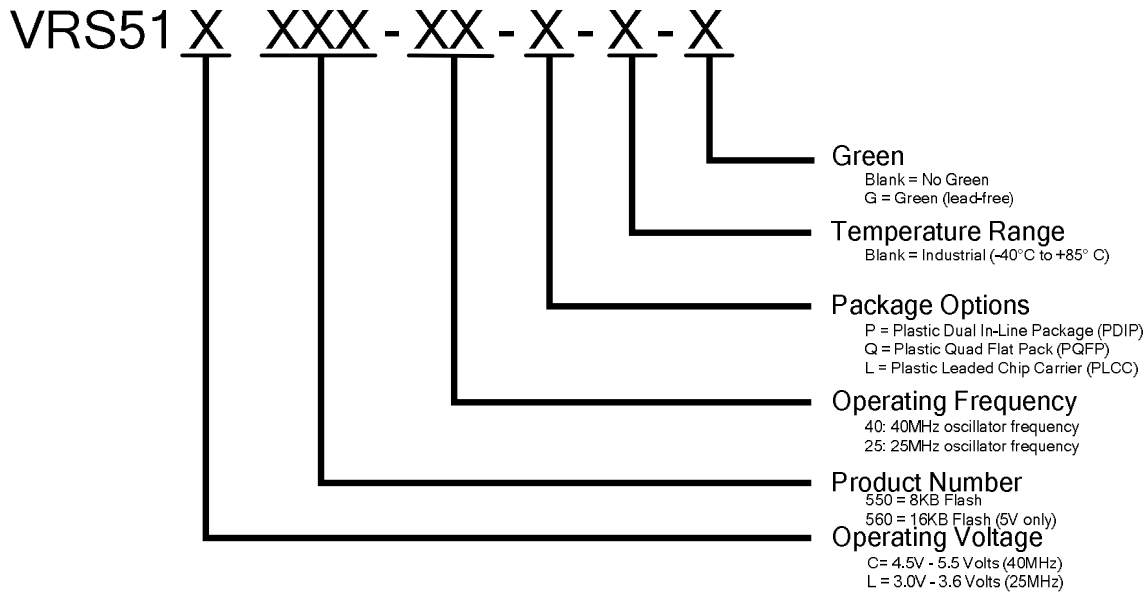 VRS51 X XXX - XX - X - X - X
Green
Blank = No Green
G = Green (lead-free)
Temperature Range
Blank = Industrial (-40°C to +85° C)
Package Options
P = Plastic Dual In-Line Package (PDIP)
Q = Plastic Quad Flat Pack (PQFP)
L = Plastic Leaded Chip Carrier (PLCC)
Operating Frequency
40: 40MHz oscillator frequency
25: 25MHz oscillator frequency
Product Number
550 = 8KB Flash
560 = 16KB Flash (5V only)
Operating Voltage
C= 4.5V - 5.5 Volts (40MHz)
L = 3.0V - 3.6 Volts (25MHz)